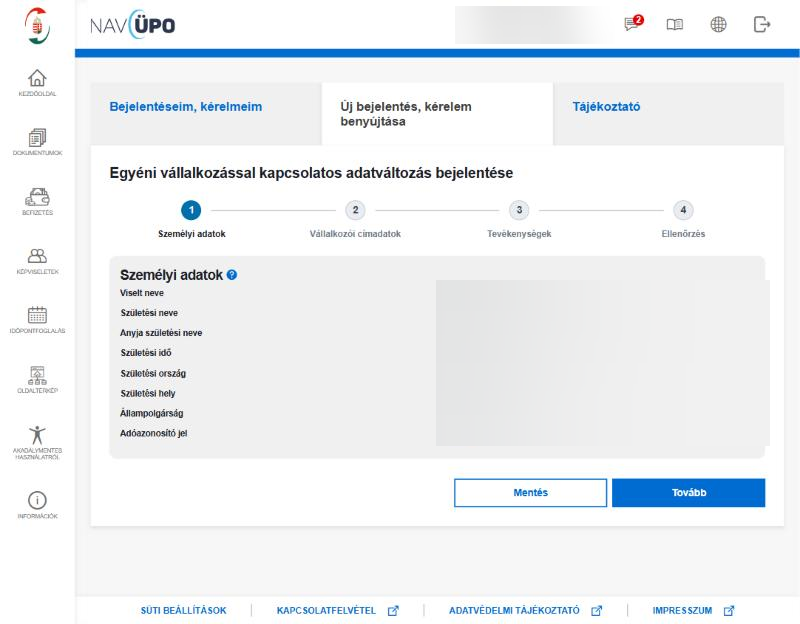 NAV ÜPO
2
KEZDŐOLDAL
DOKUMENTUMOK
BEFIZETÉS
KÉPVISELETEK
IDŐPONTFOGLALÁS
OLDALTÉRKÉP
AKADÁLYMENTES
HASZNÁLATRÓL
INFORMÁCIÓK
Bejelentéseim, kérelmeim
Új bejelentés, kérelem
benyújtása
Tájékoztató
Egyéni vállalkozással kapcsolatos adatváltozás bejelentése
1
2
3
4
Személyi adatok
Vállalkozói címadatok
Tevékenységek
Ellenőrzés
Személyi adatok ?
Viselt neve
Születési neve
Anyja születési neve
Születési idő
Születési ország
Születési hely
Állampolgárság
Adóazonosító jel
Mentés
Tovább
SÜTI BEÁLLÍTÁSOK
KAPCSOLATFELVÉTEL
ADATVÉDELMI TÁJÉKOZTATÓ
IMPRESSZUM